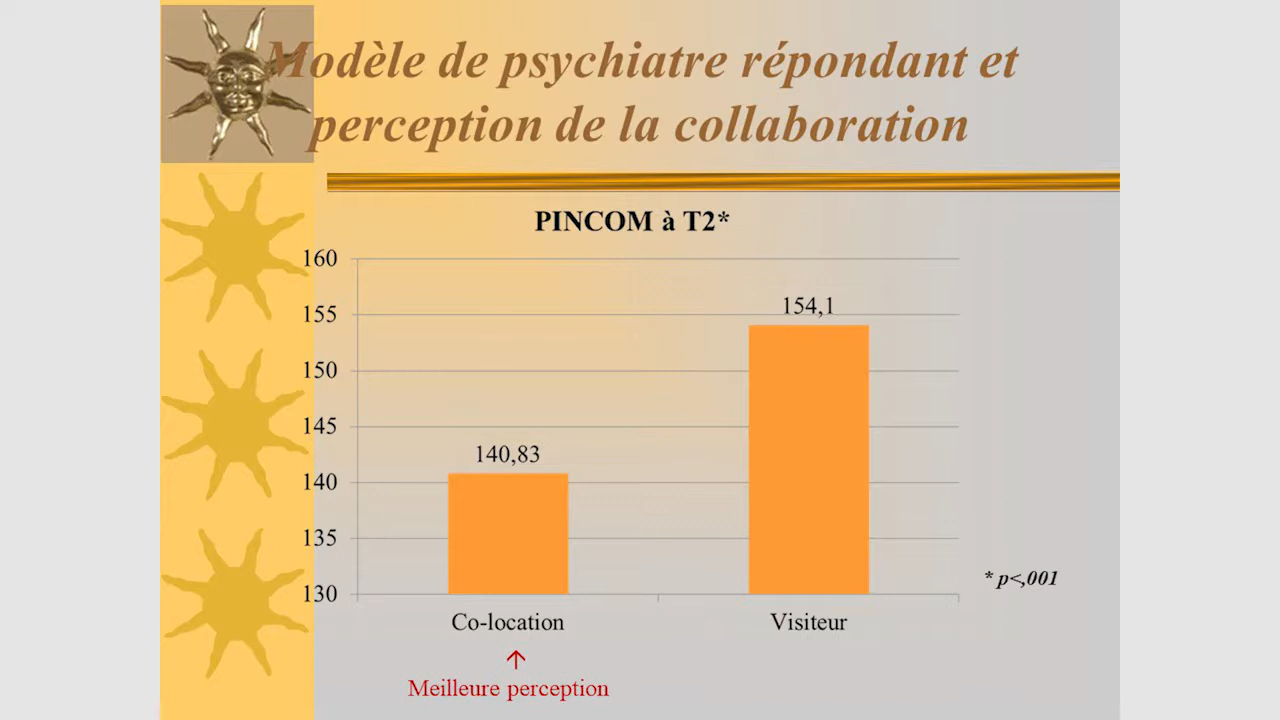 Modèle de psychiatre répondant et
perception de la collaboration
PINCOM à T2*
160
155
150
145
140
135
130
154,1
140,83
* p<,001
Co-location
Visiteur
↑
Meilleure perception